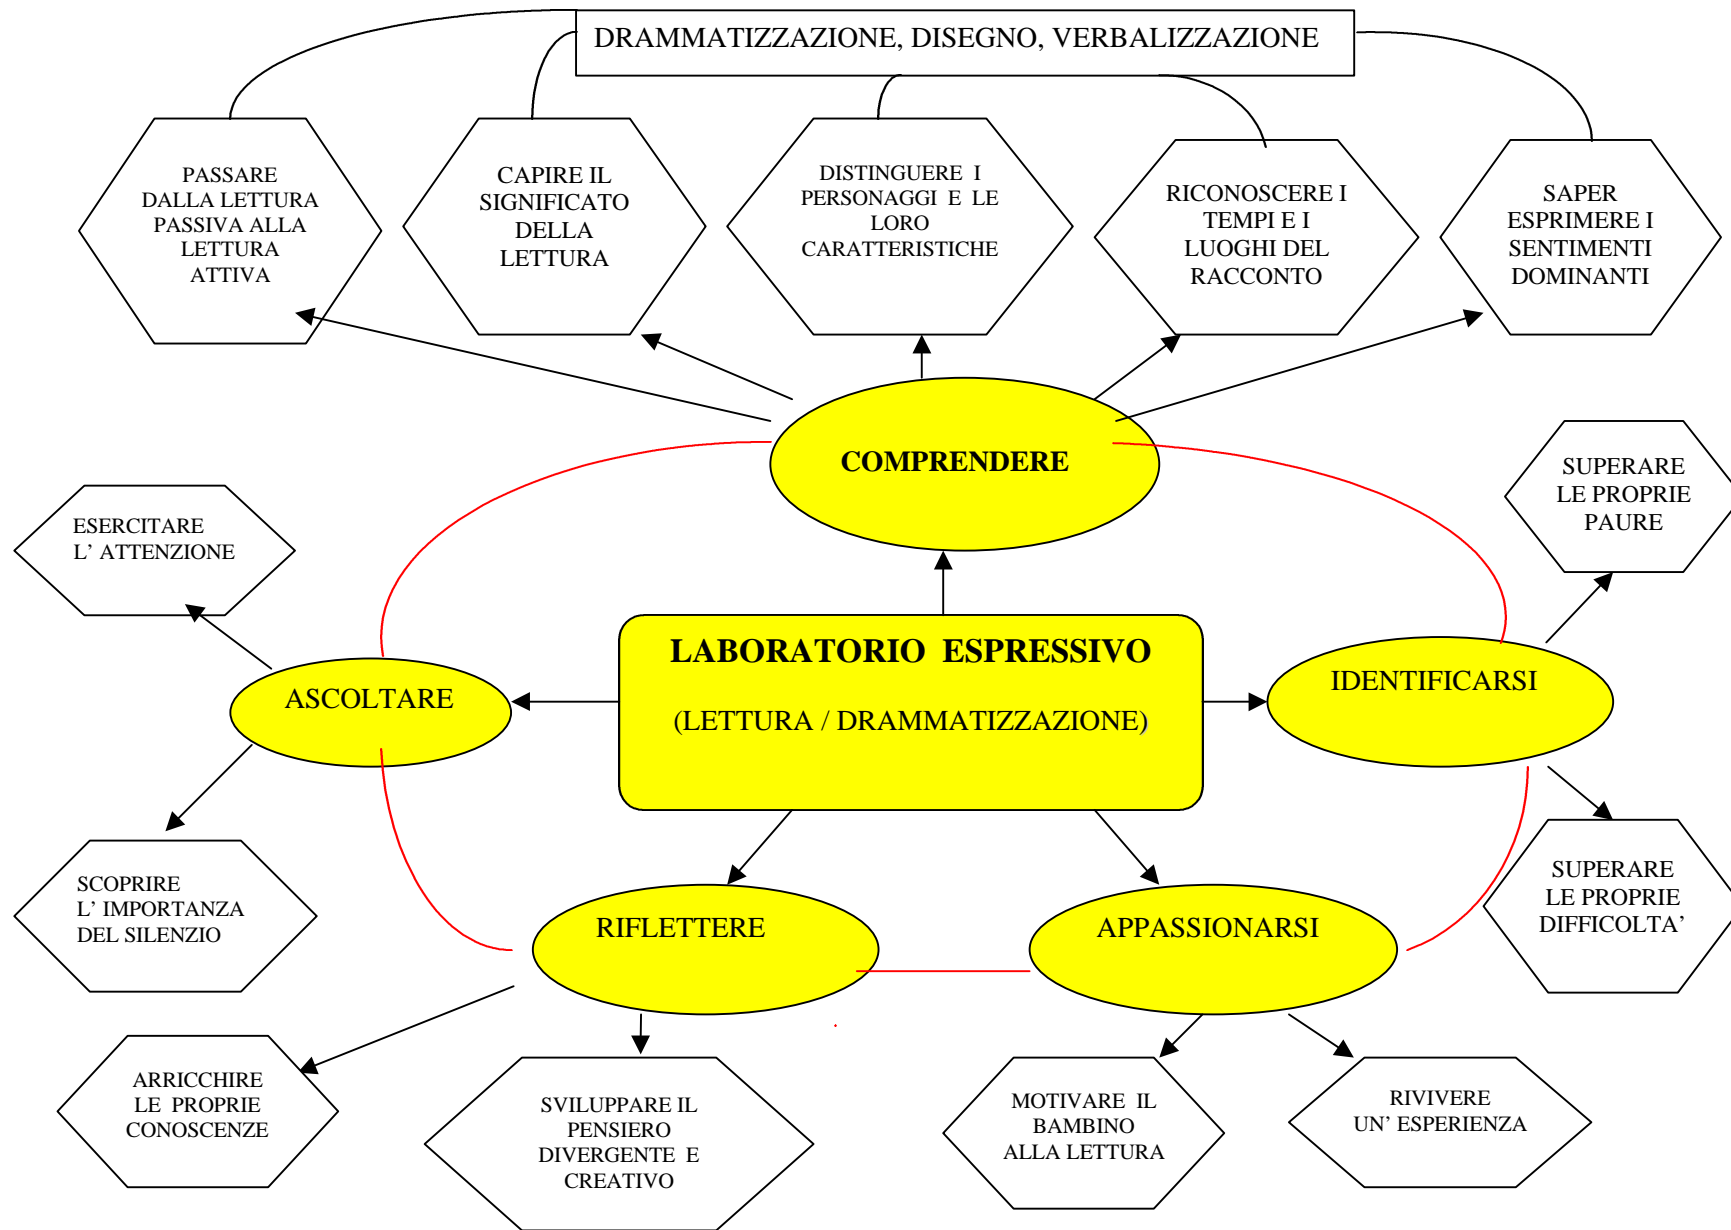 DRAMMATIZZAZIONE, DISEGNO, VERBALIZZAZIONE
PASSARE
DALLA LETTURA
PASSIVA ALLA
LETTURA
ATTIVA
CAPIRE IL
SIGNIFICATO
DELLA
LETTURA
DISTINGUERE I
PERSONAGGI E LE
LORO
CARATTERISTICHE
RICONOSCERE I
TEMPI E I
LUOGHI DEL
RACCONTO
SAPER
ESPRIMERE I
SENTIMENTI
DOMINANTI
COMPRENDERE
SUPERARE
LE PROPRIE
PAURE
ESERCITARE
L’ ATTENZIONE
LABORATORIO ESPRESSIVO
(LETTURA / DRAMMATIZZAZIONE)
ASCOLTARE
IDENTIFICARSI
SCOPRIRE
L’ IMPORTANZA
DEL SILENZIO
SUPERARE
LE PROPRIE
DIFFICOLTA’
RIFLETTERE
APPASSIONARSI
ARRICCHIRE
LE PROPRIE
CONOSCENZE
SVILUPPARE IL
PENSIERO
DIVERGENTE E
CREATIVO
MOTIVARE IL
BAMBINO
ALLA LETTURA
RIVIVERE
UN’ ESPERIENZA